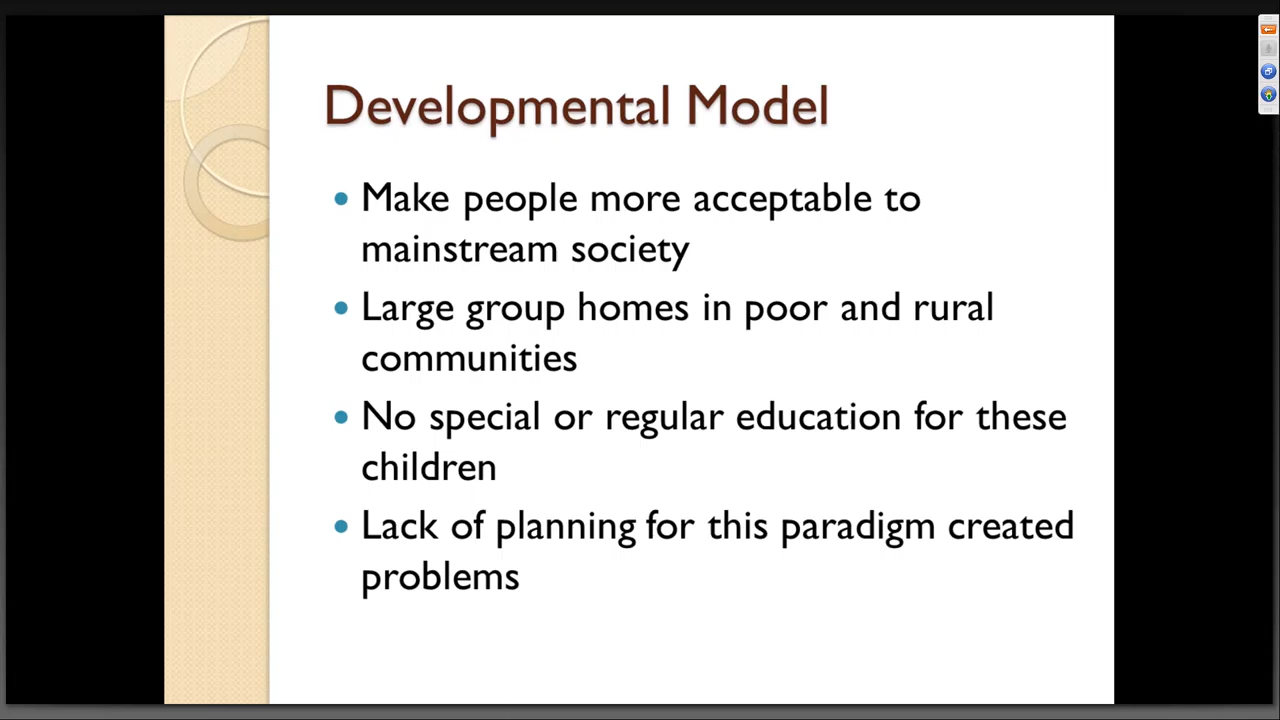 Developmental Model
• Make people more acceptable to
mainstream society
• Large group homes in poor and rural
communities
• No special or regular education for these
children
• Lack of planning for this paradigm created
problems